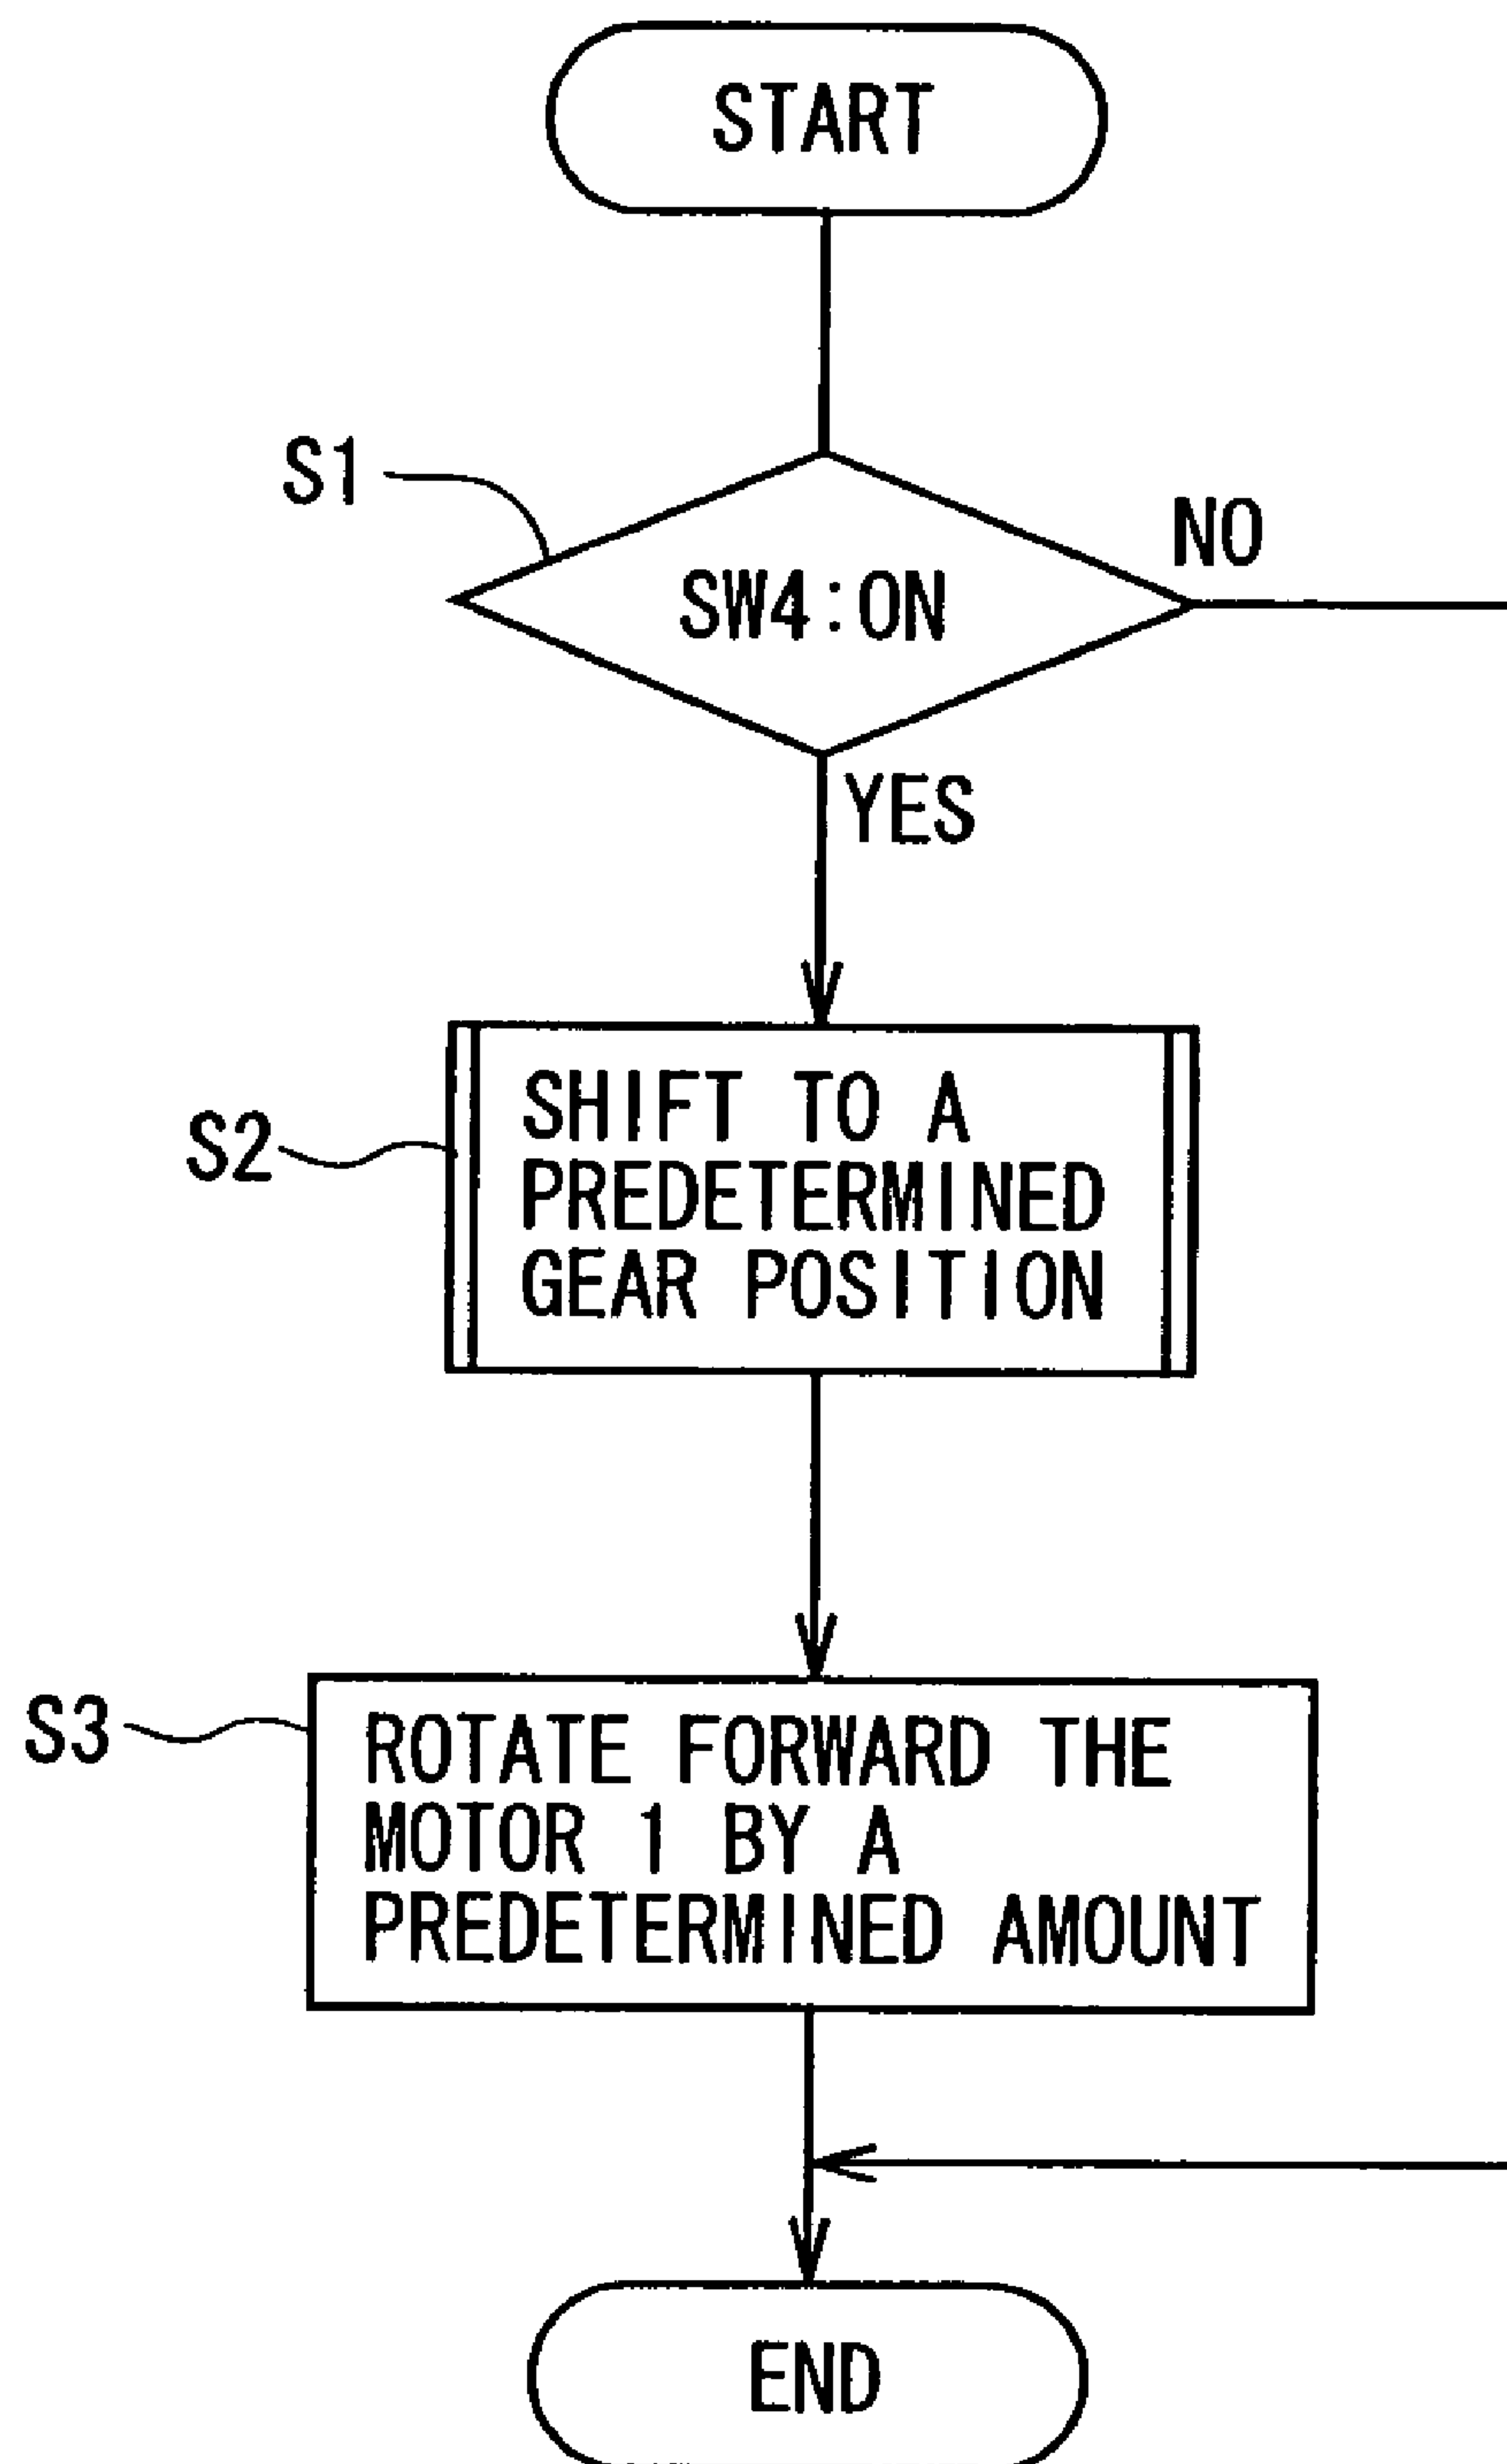 START
S1
NO
SW4:ON
YES
S2
SHIFT TO A
PREDETERMINED
GEAR POSITION
S3
ROTATE FORWARD THE
MOTOR 1 BY A
PREDETERMINED AMOUNT
END